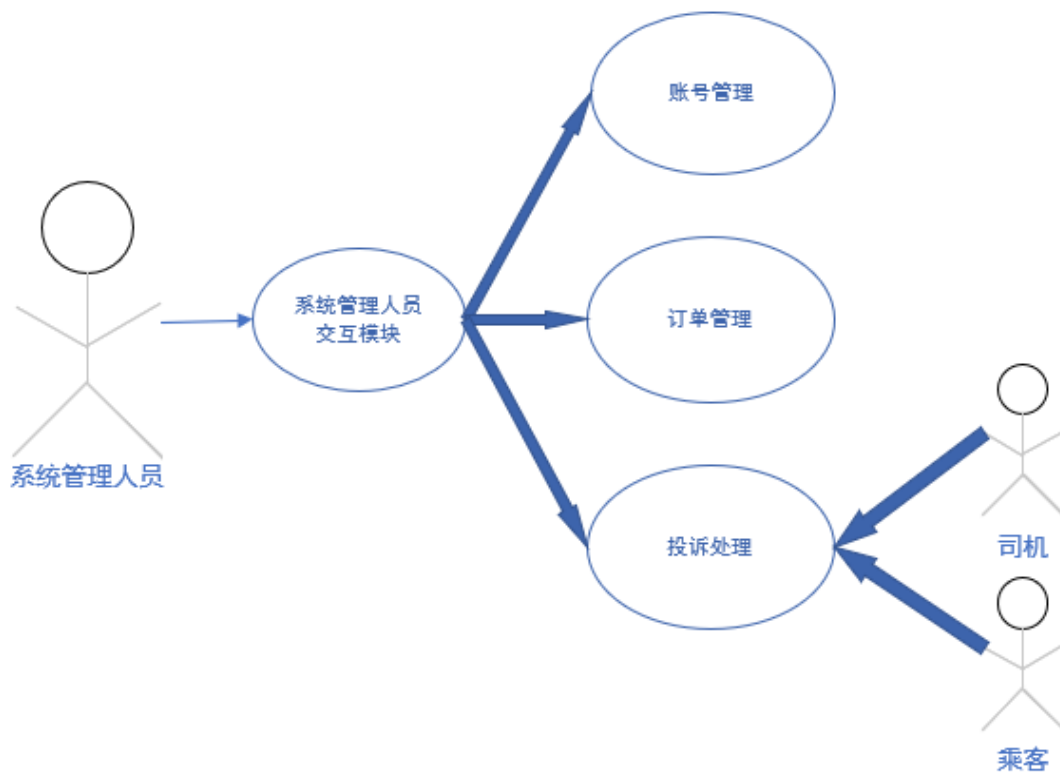 账号管理
系统管理人员
交互模块
订单管理
系统管理人员
投诉处理
司机
乘客